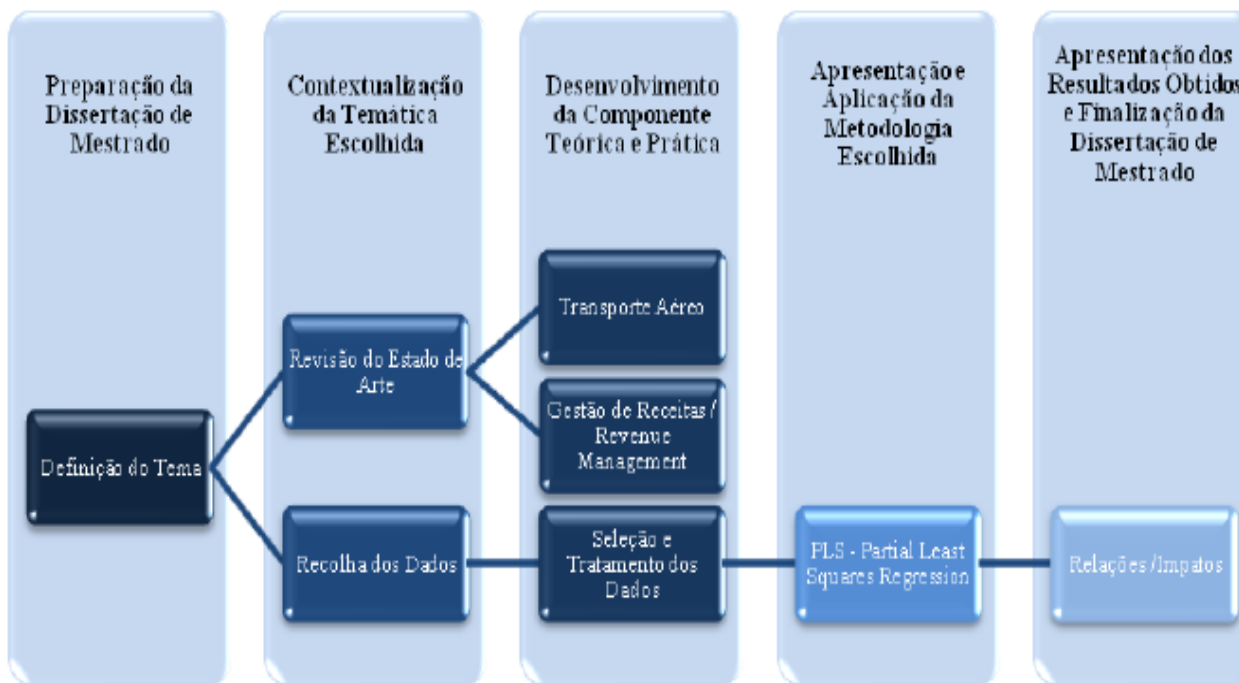 Preparação da
Dissertação de
Mestrado
Contextualização
da Temática
Escolhida
Desenvolvimento
da Componente
Teórica e Prática
Apresentação e
Aplicação da
Metodologia
Escolhida
Apresentação dos
Resultados Obtidos
e Finalização da
Dissertação de
Mestrado
Definição do Tema
Revisão do Estado de
Arte
Recolha dos Dados
Transporte Aéreo
Gestão de Receitas /
Revenue
Management
Seleção e
Tratamento dos
Dados
PLS - Partial Least
Squares Regression
Relações /Impatos